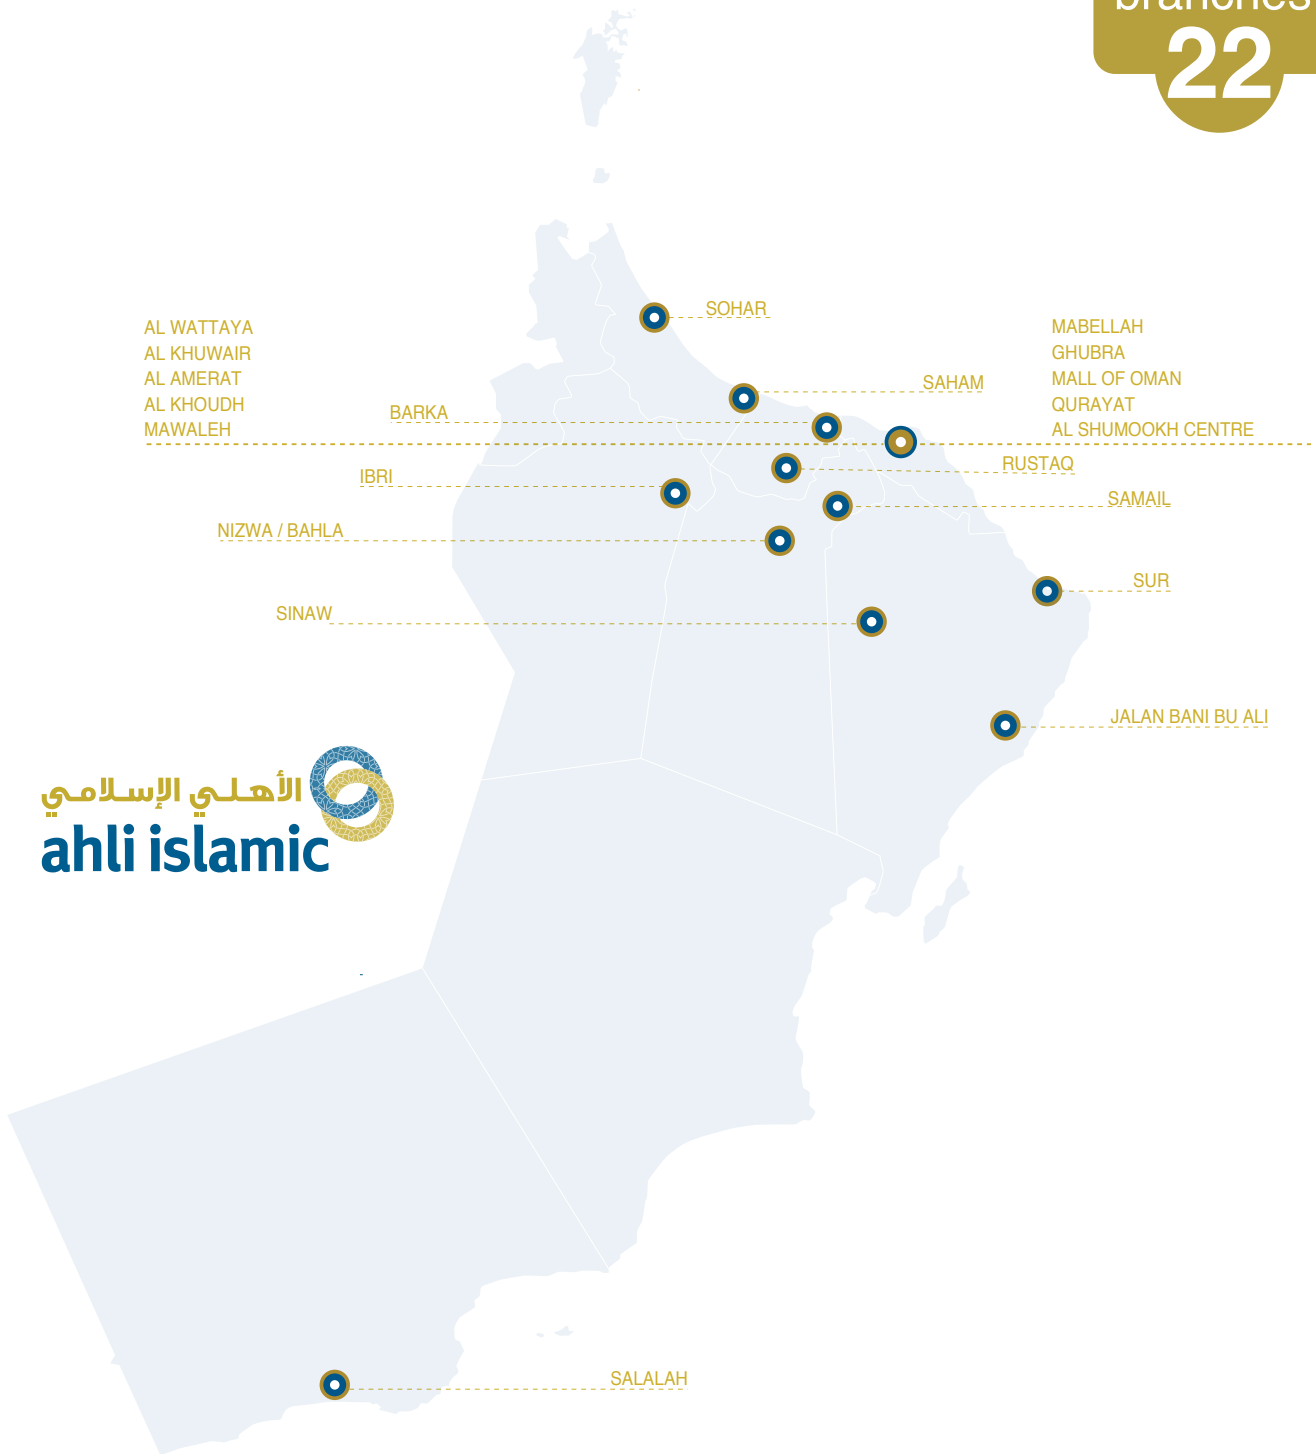 branches
22
SOHAR
AL WATTAYA
AL KHUWAIR
AL AMERAT
AL KHOUDH
MAWALEH
MABELLAH
GHUBRA
MALL OF OMAN
QURAYAT
AL SHUMOOKH CENTRE
SAHAM
BARKA
RUSTAQ
IBRI
SAMAIL
NIZWA / BAHLA
SUR
SINAW
JALAN BANI BU ALI
الأهلي الإسلامي
ahli islamic
SALALAH